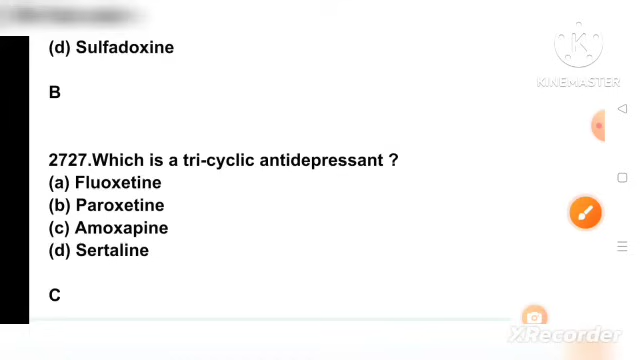 (d) Sulfadoxine
B
2727.Which is a tri-cyclic antidepressant ?
(a) Fluoxetine
(b) Paroxetine
(c) Amoxapine
(d) Sertaline
C
K
KINEMASTER
XRecorder